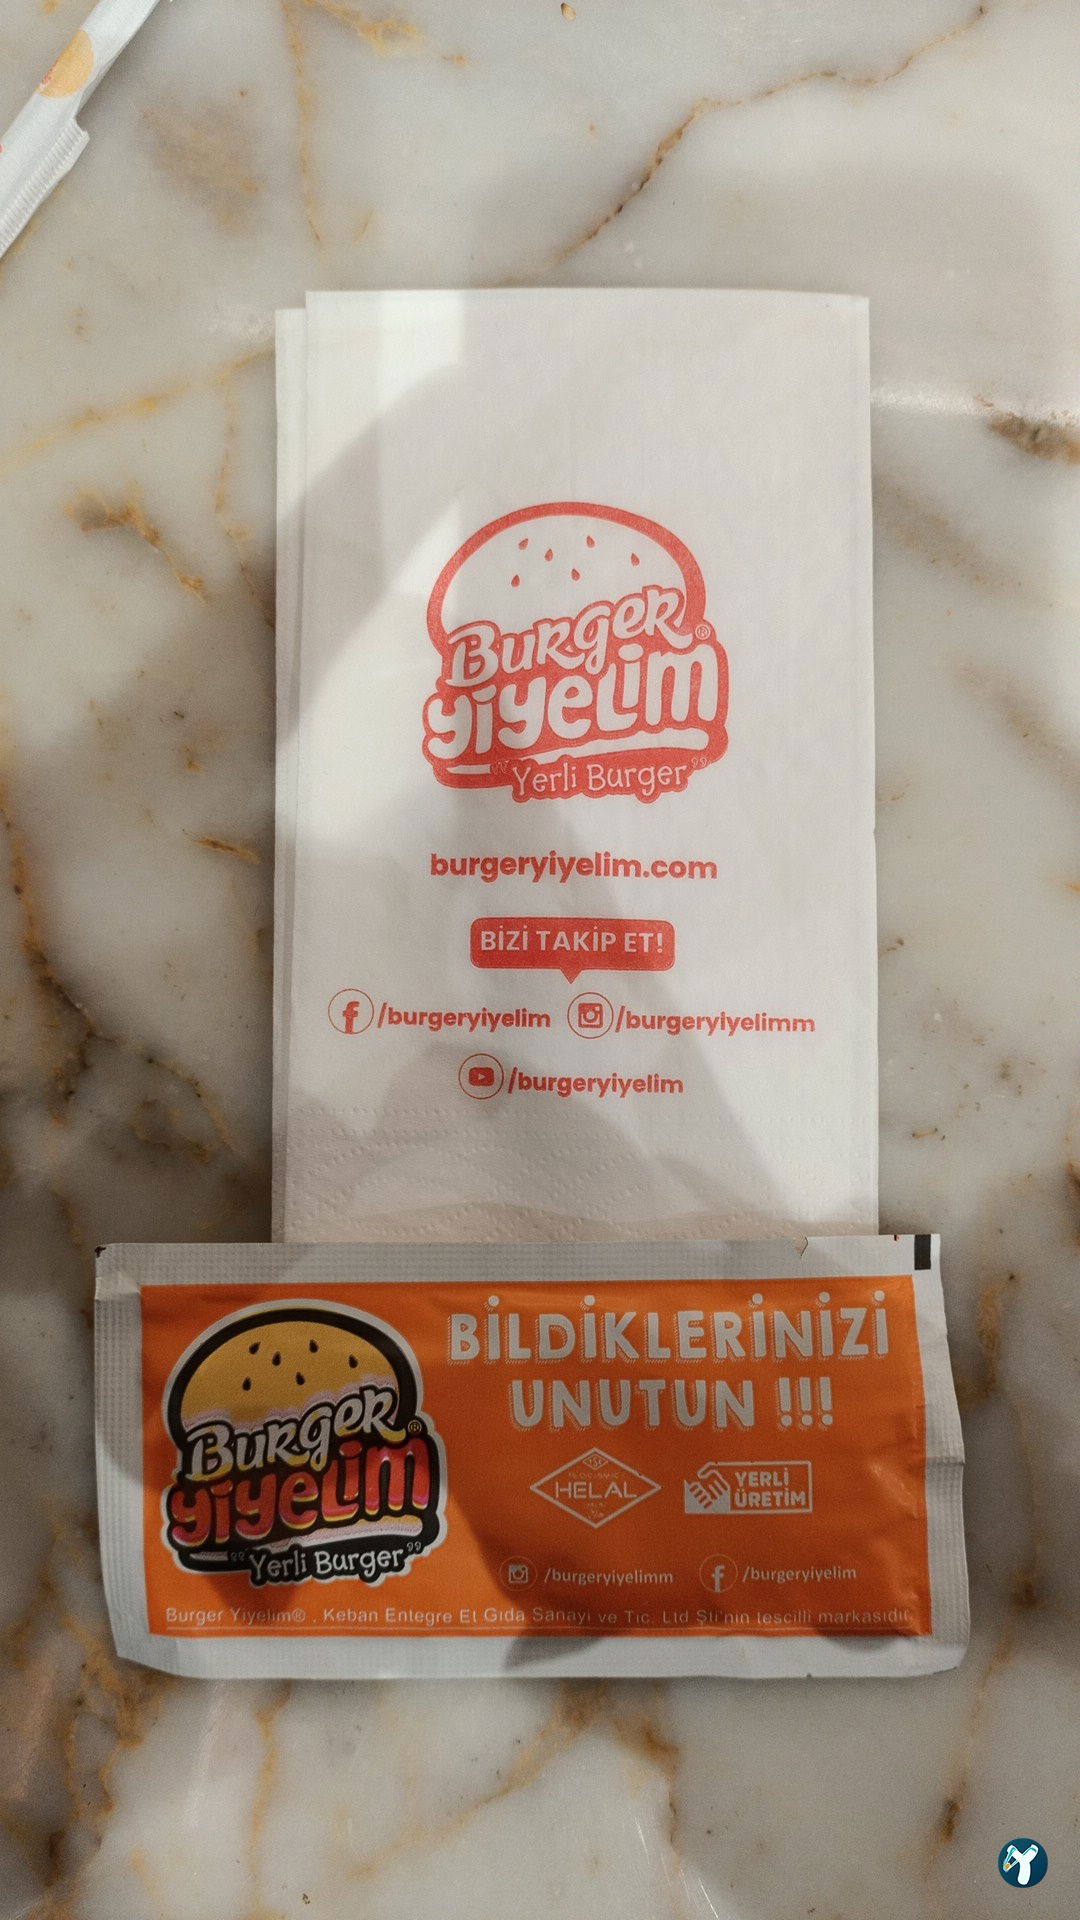 Burger
yiyelim®
"Yerli Burger"
burgeryiyelim.com
BİZİ TAKİP ET!
/burgeryiyelim /burgeryiyelimm
/burgeryiyelim
BİLDİKLERİNİZİ
UNUTUN !!!
Burger
yiyelim®
"Yerli Burger"
TSE
HELAL
YERLİ
ÜRETİM
/burgeryiyelimm /burgeryiyelim
Burger Yiyelim® , Keban Entegre Et Gıda Sanayi ve Tic. Ltd Şti'nin tescilli markasıdır.